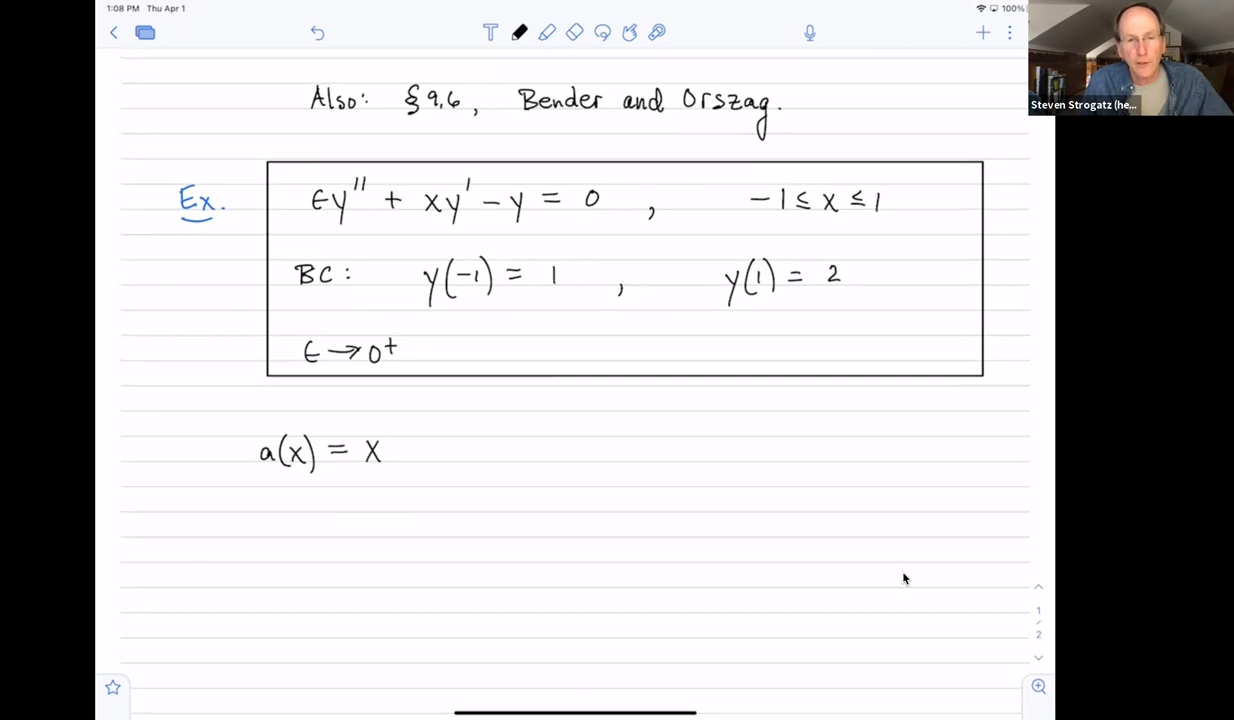 1:08 PM Thu Apr 1
100%
T
Also: § 9.6, Bender and Orszag.
Steven Strogatz (he...
Ex. ϵy'' + xy' - y = 0 , -1 ≤ x ≤ 1
BC: y(-1) = 1 , y(1) = 2
ϵ → 0⁺
a(x) = x
1
/
2